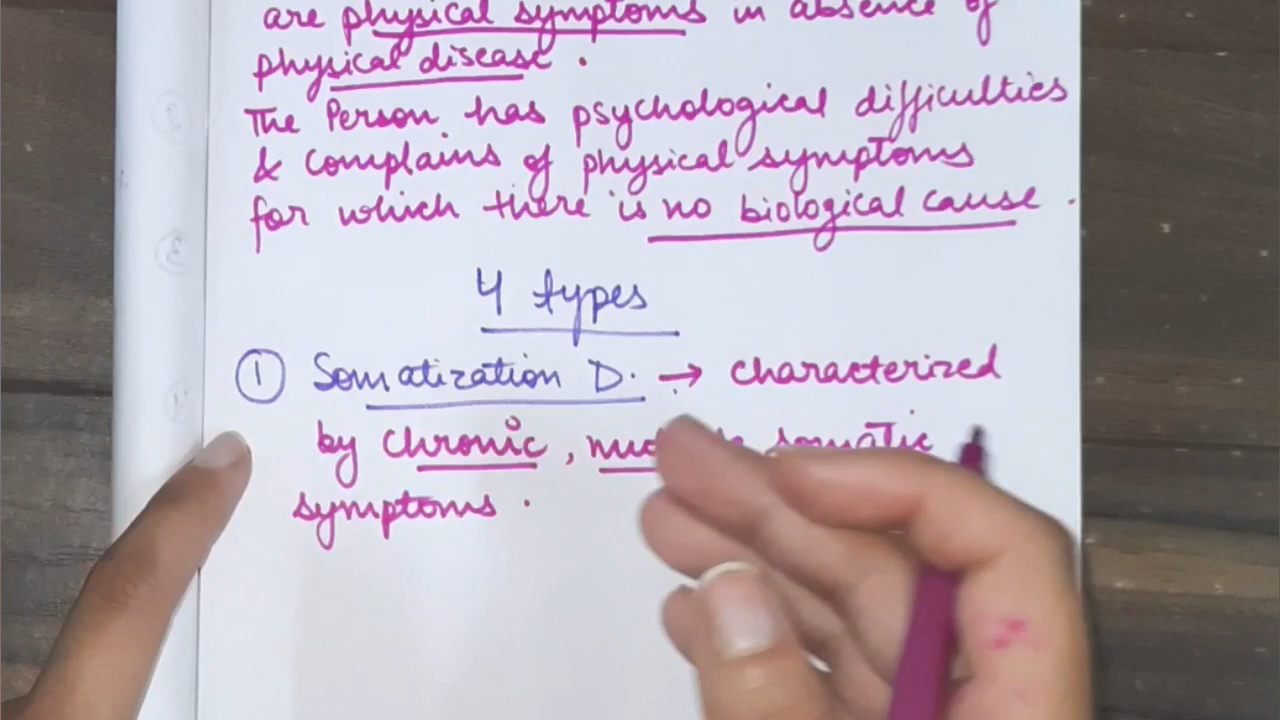 are physical symptoms in absence of
physical disease.
The Person has psychological difficulties
& complains of physical symptoms
for which there is no biological cause.
4 types
① Somatization D. → characterized
by chronic, somatic
symptoms.